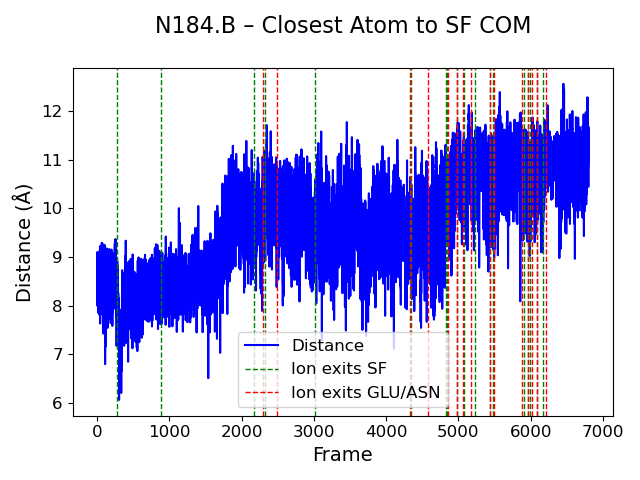 N184.B – Closest Atom to SF COM
Distance (Å)
12
11
10
9
8
7
6
Distance
Ion exits SF
Ion exits GLU/ASN
0 1000 2000 3000 4000 5000 6000 7000
Frame